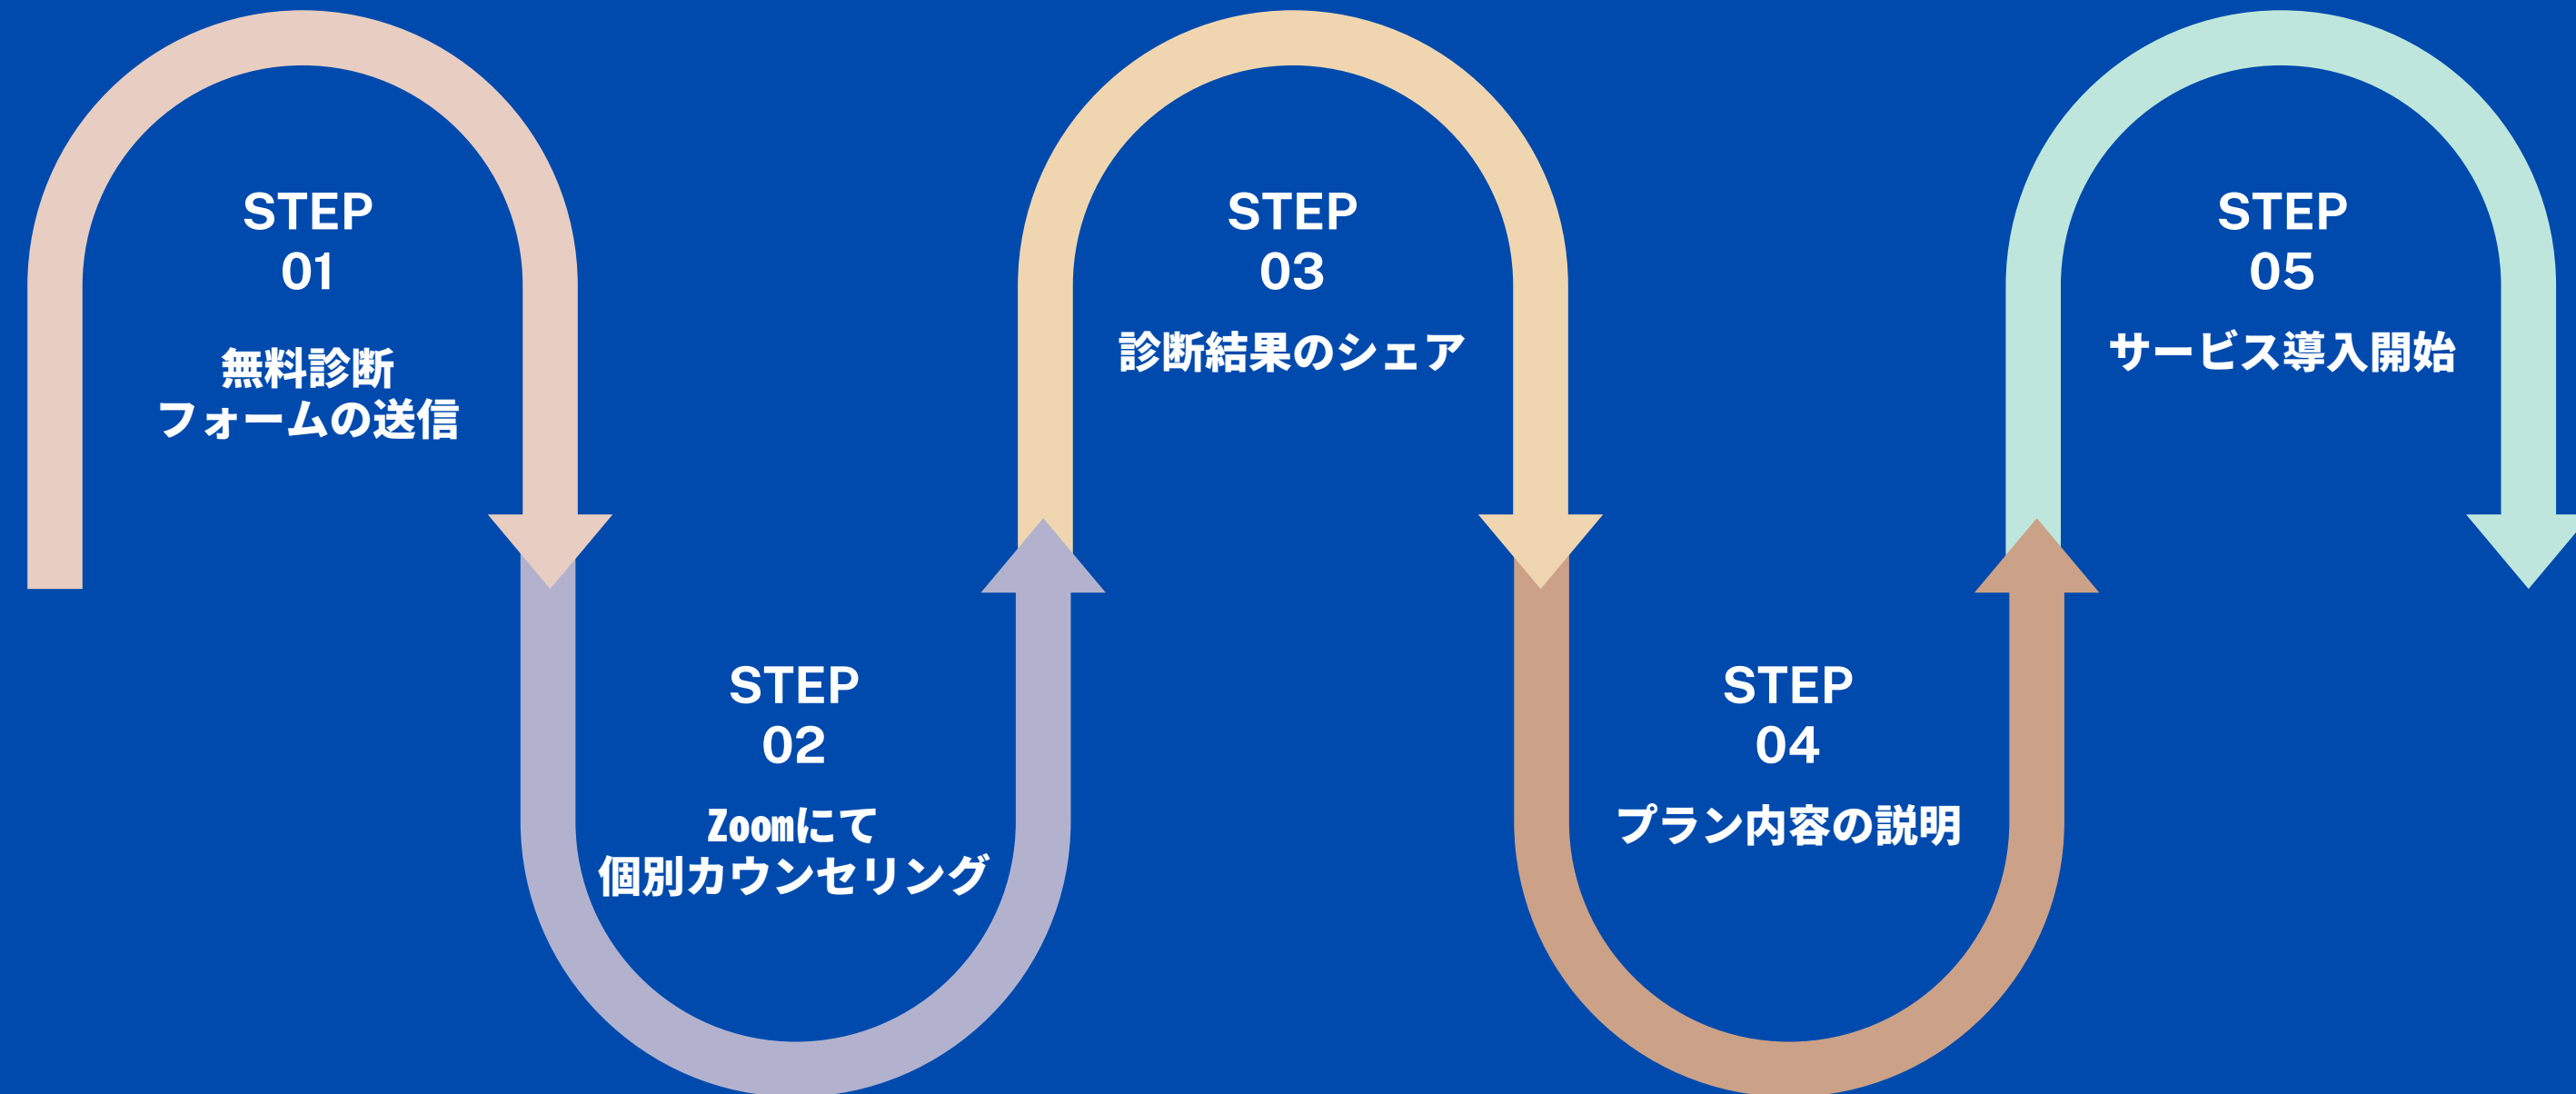 STEP
01
無料診断
フォームの送信
STEP
02
Zoomにて
個別カウンセリング
STEP
03
診断結果のシェア
STEP
04
プラン内容の説明
STEP
05
サービス導入開始